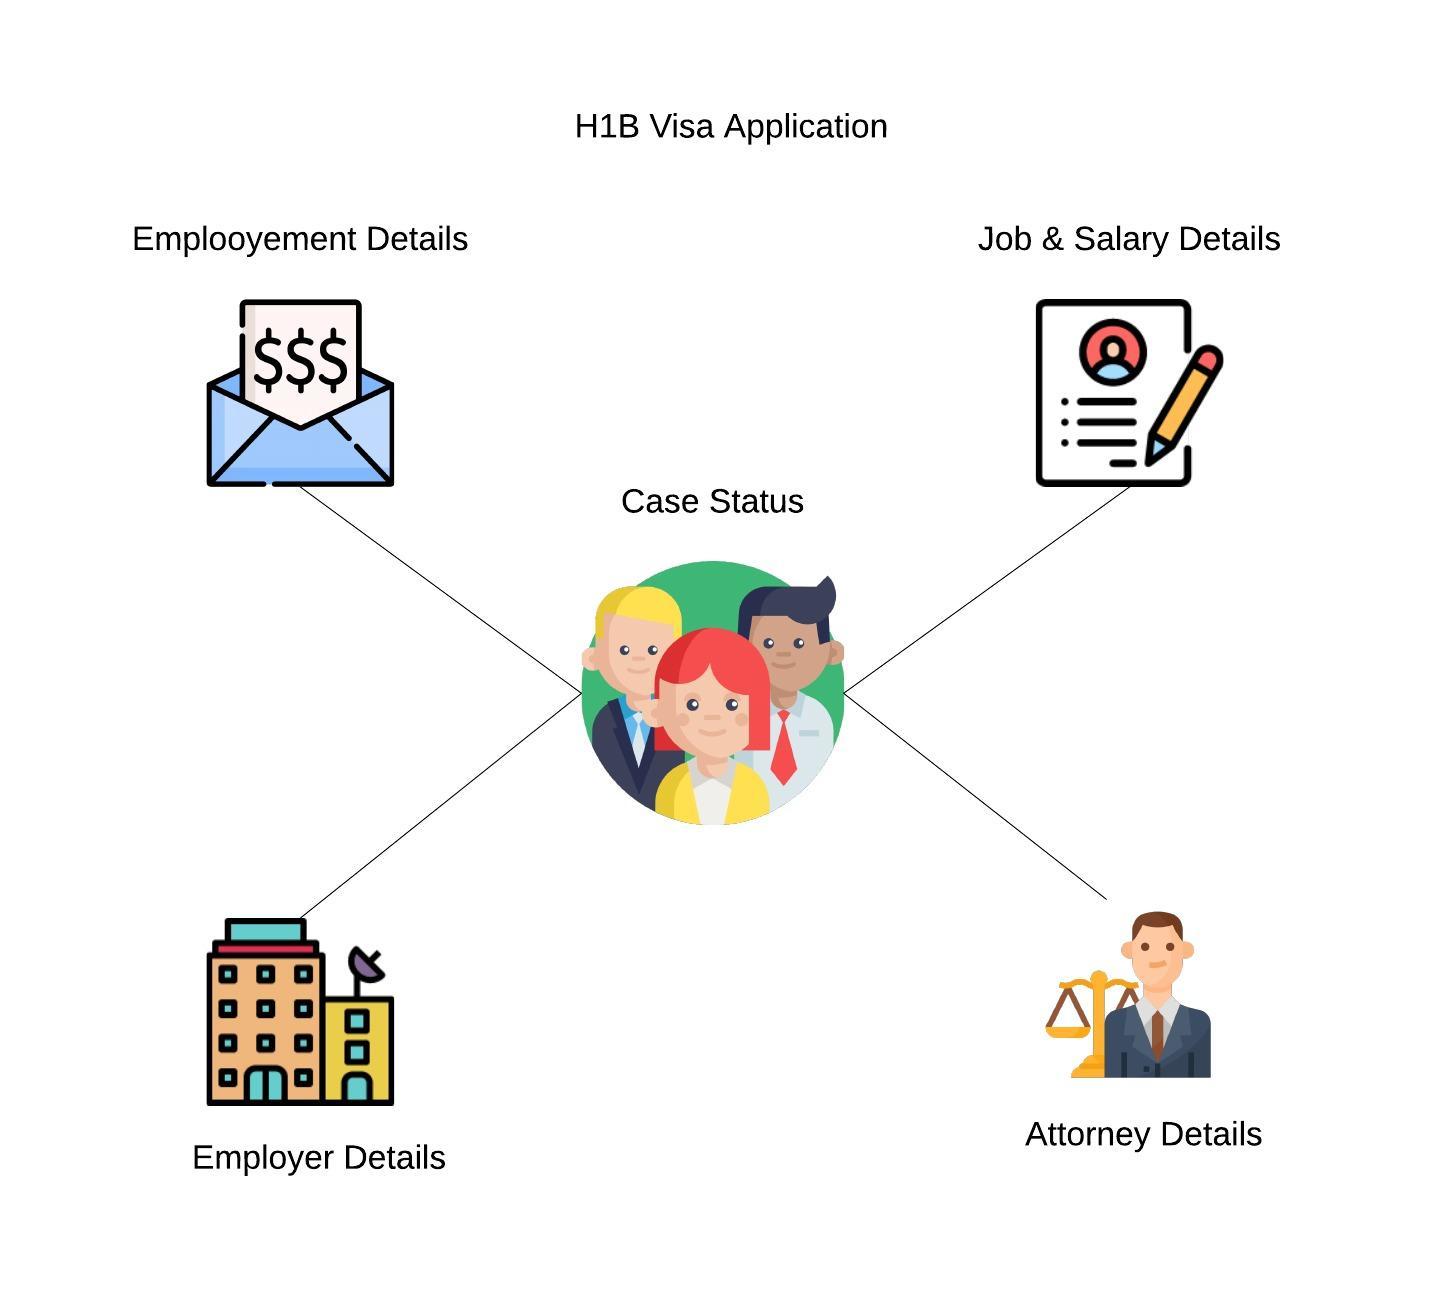 H1B Visa Application
Emplooyement Details
Job & Salary Details
$$$
Case Status
Employer Details
Attorney Details